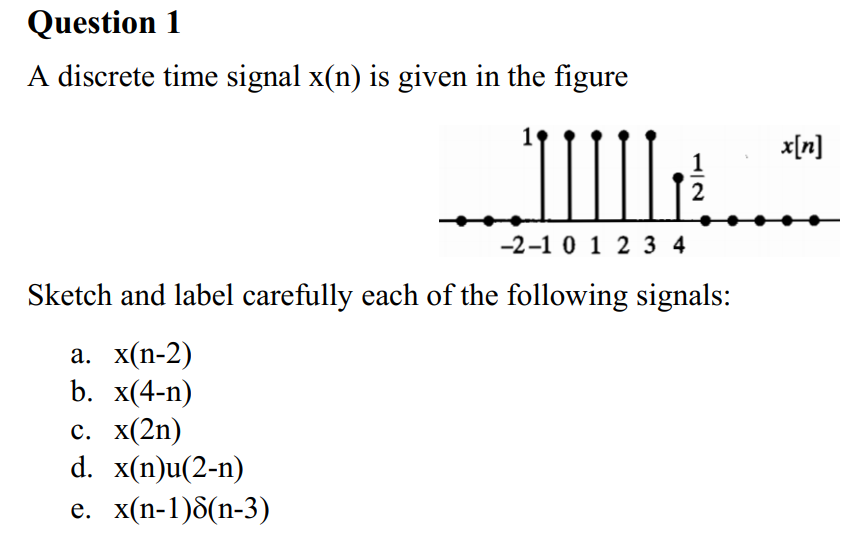 Question 1
A discrete time signal x(n) is given in the figure
1
x[n]
1
2
–2 –1 0 1 2 3 4
Sketch and label carefully each of the following signals:
a. x(n-2)
b. x(4-n)
c. x(2n)
d. x(n)u(2-n)
e. x(n-1)δ(n-3)